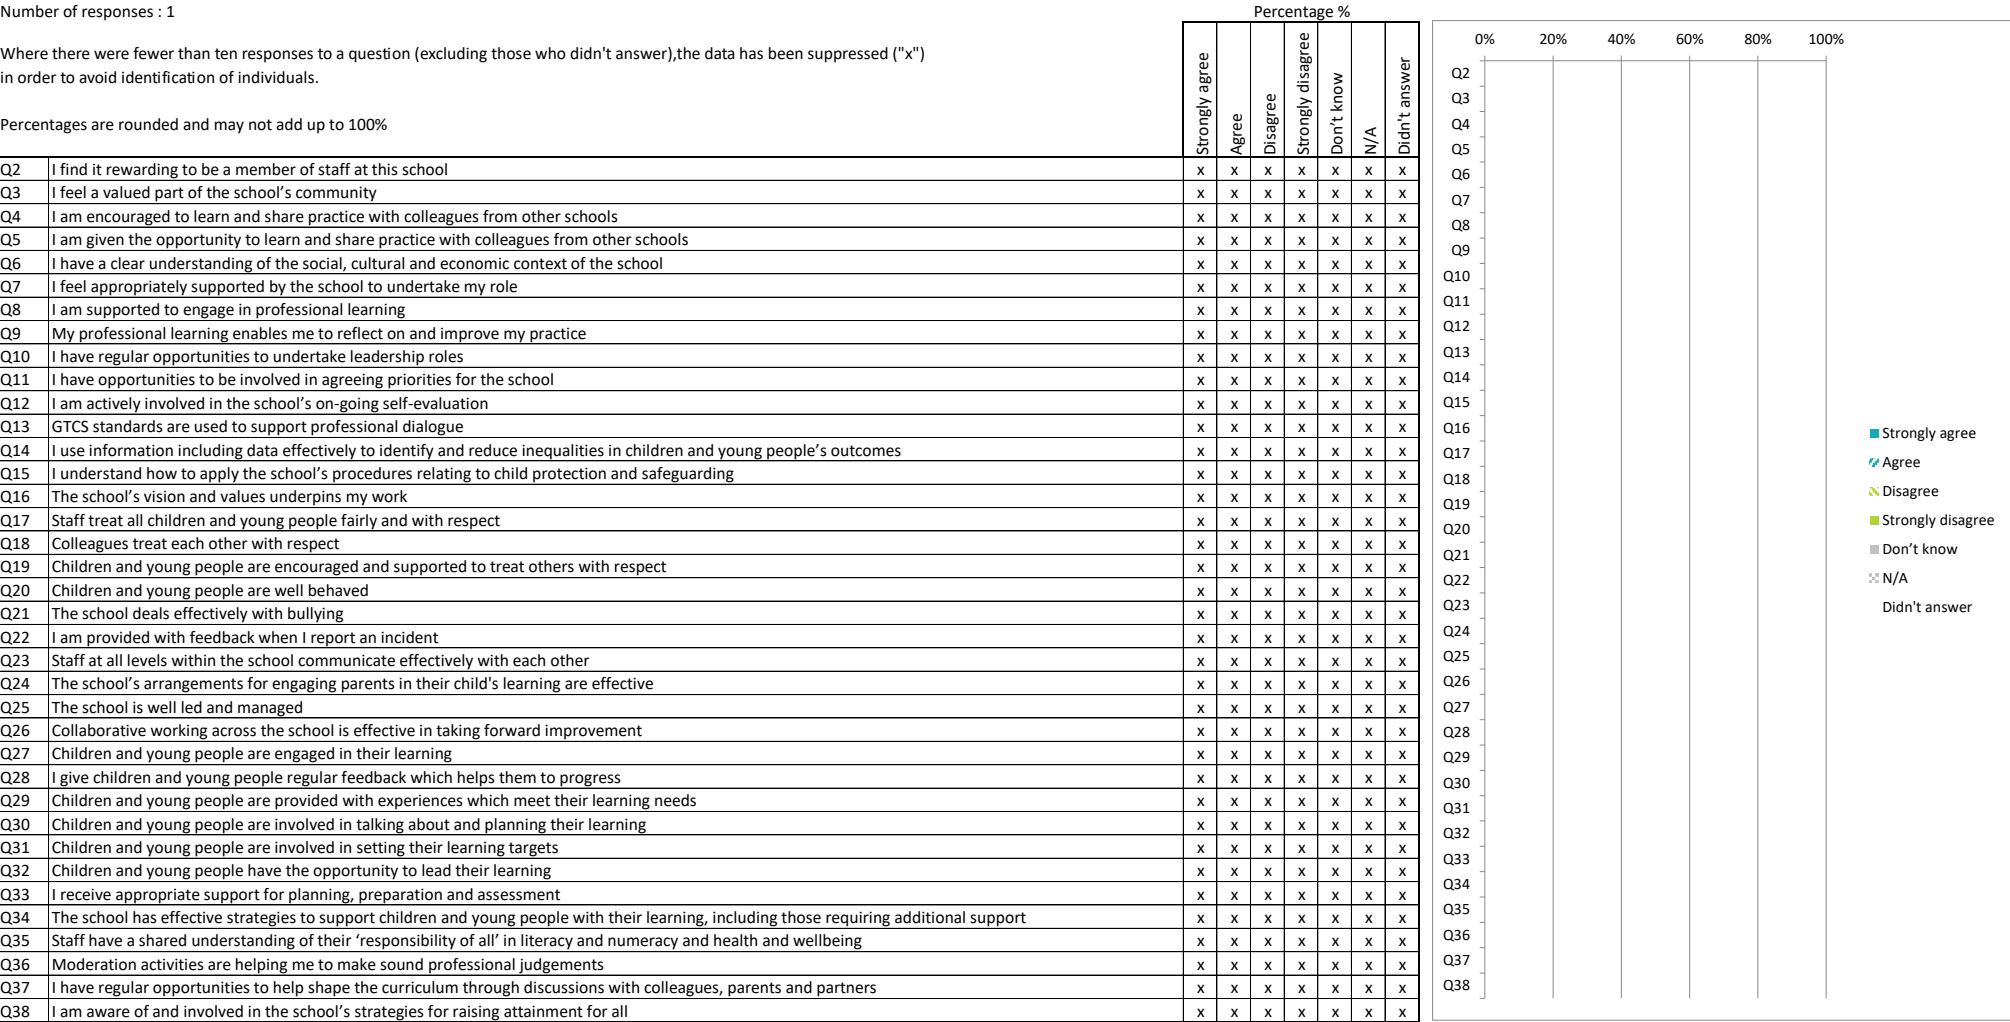 Number of responses : 1
Percentage %
Where there were fewer than ten responses to a question (excluding those who didn't answer),the data has been suppressed ("x")
in order to avoid identification of individuals.
Percentages are rounded and may not add up to 100%
Strongly agree
Agree
Disagree
Strongly disagree
Don't know
N/A
Didn't answer
Q2 I find it rewarding to be a member of staff at this school x x x x x x x
Q3 I feel a valued part of the school’s community x x x x x x x
Q4 I am encouraged to learn and share practice with colleagues from other schools x x x x x x x
Q5 I am given the opportunity to learn and share practice with colleagues from other schools x x x x x x x
Q6 I have a clear understanding of the social, cultural and economic context of the school x x x x x x x
Q7 I feel appropriately supported by the school to undertake my role x x x x x x x
Q8 I am supported to engage in professional learning x x x x x x x
Q9 My professional learning enables me to reflect on and improve my practice x x x x x x x
Q10 I have regular opportunities to undertake leadership roles x x x x x x x
Q11 I have opportunities to be involved in agreeing priorities for the school x x x x x x x
Q12 I am actively involved in the school’s on-going self-evaluation x x x x x x x
Q13 GTCS standards are used to support professional dialogue x x x x x x x
Q14 I use information including data effectively to identify and reduce inequalities in children and young people’s outcomes x x x x x x x
Q15 I understand how to apply the school’s procedures relating to child protection and safeguarding x x x x x x x
Q16 The school’s vision and values underpins my work x x x x x x x
Q17 Staff treat all children and young people fairly and with respect x x x x x x x
Q18 Colleagues treat each other with respect x x x x x x x
Q19 Children and young people are encouraged and supported to treat others with respect x x x x x x x
Q20 Children and young people are well behaved x x x x x x x
Q21 The school deals effectively with bullying x x x x x x x
Q22 I am provided with feedback when I report an incident x x x x x x x
Q23 Staff at all levels within the school communicate effectively with each other x x x x x x x
Q24 The school’s arrangements for engaging parents in their child's learning are effective x x x x x x x
Q25 The school is well led and managed x x x x x x x
Q26 Collaborative working across the school is effective in taking forward improvement x x x x x x x
Q27 Children and young people are engaged in their learning x x x x x x x
Q28 I give children and young people regular feedback which helps them to progress x x x x x x x
Q29 Children and young people are provided with experiences which meet their learning needs x x x x x x x
Q30 Children and young people are involved in talking about and planning their learning x x x x x x x
Q31 Children and young people are involved in setting their learning targets x x x x x x x
Q32 Children and young people have the opportunity to lead their learning x x x x x x x
Q33 I receive appropriate support for planning, preparation and assessment x x x x x x x
Q34 The school has effective strategies to support children and young people with their learning, including those requiring additional support x x x x x x x
Q35 Staff have a shared understanding of their ‘responsibility of all’ in literacy and numeracy and health and wellbeing x x x x x x x
Q36 Moderation activities are helping me to make sound professional judgements x x x x x x x
Q37 I have regular opportunities to help shape the curriculum through discussions with colleagues, parents and partners x x x x x x x
Q38 I am aware of and involved in the school’s strategies for raising attainment for all x x x x x x x
0% 20% 40% 60% 80% 100%
Q2
Q3
Q4
Q5
Q6
Q7
Q8
Q9
Q10
Q11
Q12
Q13
Q14
Q15
Q16
Q17
Q18
Q19
Q20
Q21
Q22
Q23
Q24
Q25
Q26
Q27
Q28
Q29
Q30
Q31
Q32
Q33
Q34
Q35
Q36
Q37
Q38
Strongly agree
Agree
Disagree
Strongly disagree
Don’t know
N/A
Didn't answer